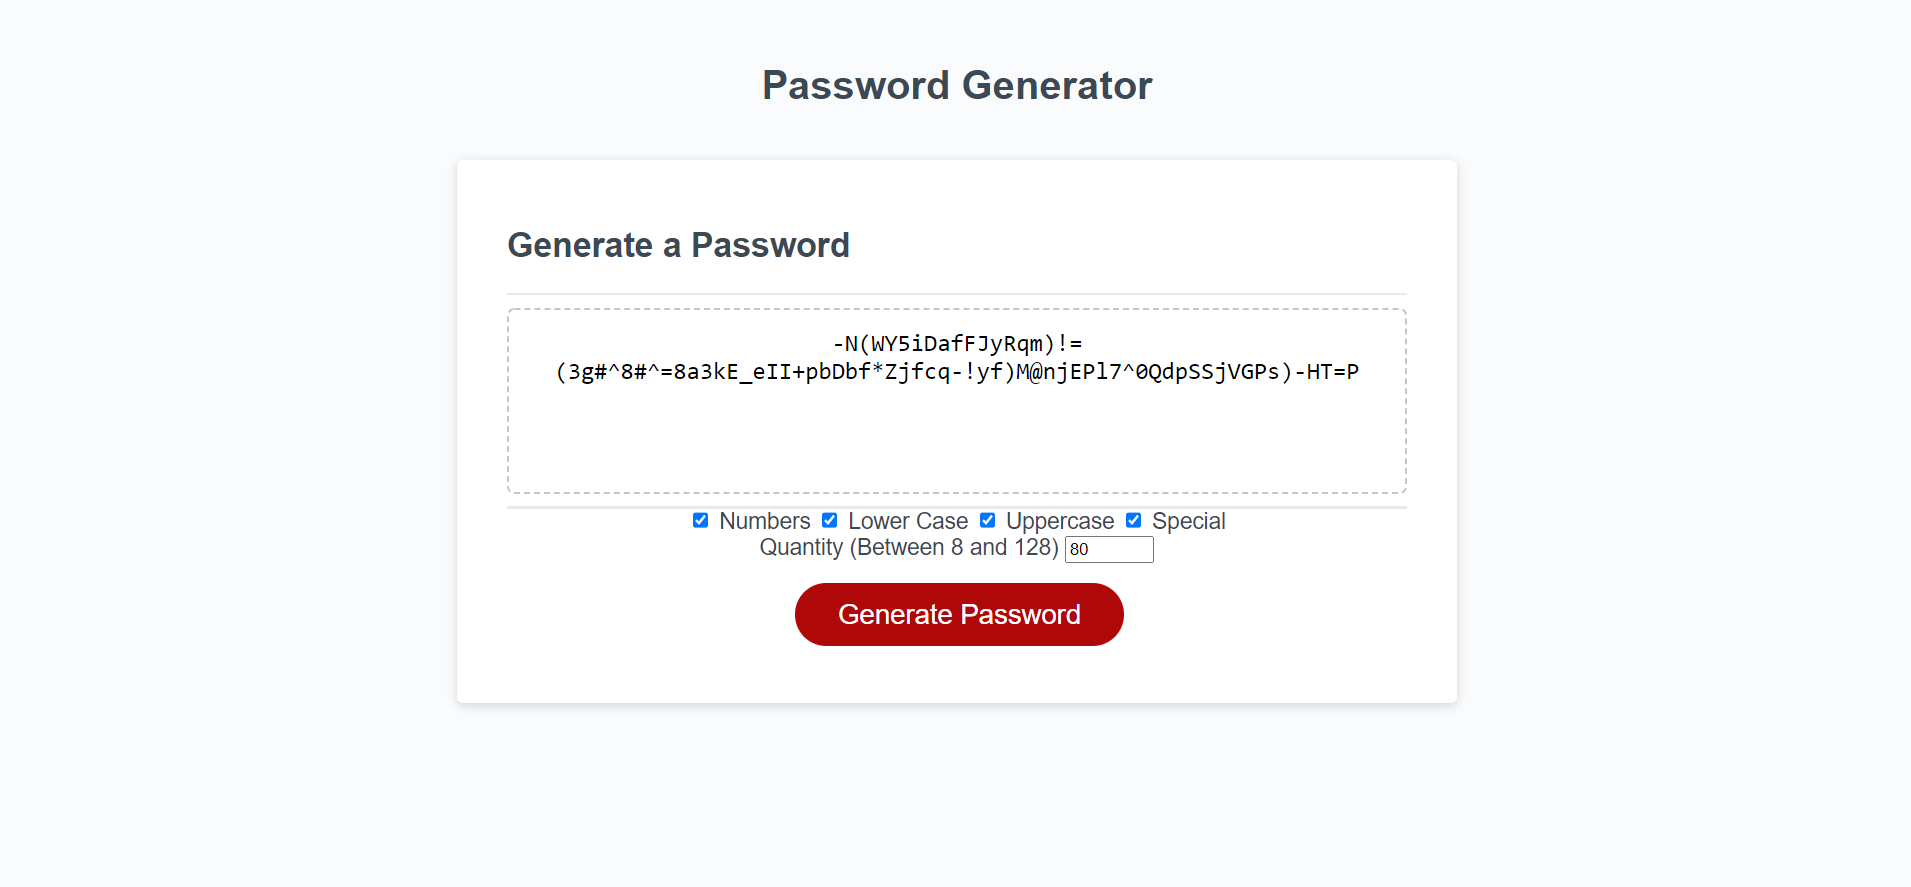 Password Generator
Generate a Password
-N(WY5iDafFJyRqm)!=
(3g#^8#^=8a3kE_eII+pbDbf*Zjfcq-!yf)M@njEPl7^0QdpSSjVGPs)-HT=P
Numbers Lower Case Uppercase Special
Quantity (Between 8 and 128) 80
Generate Password